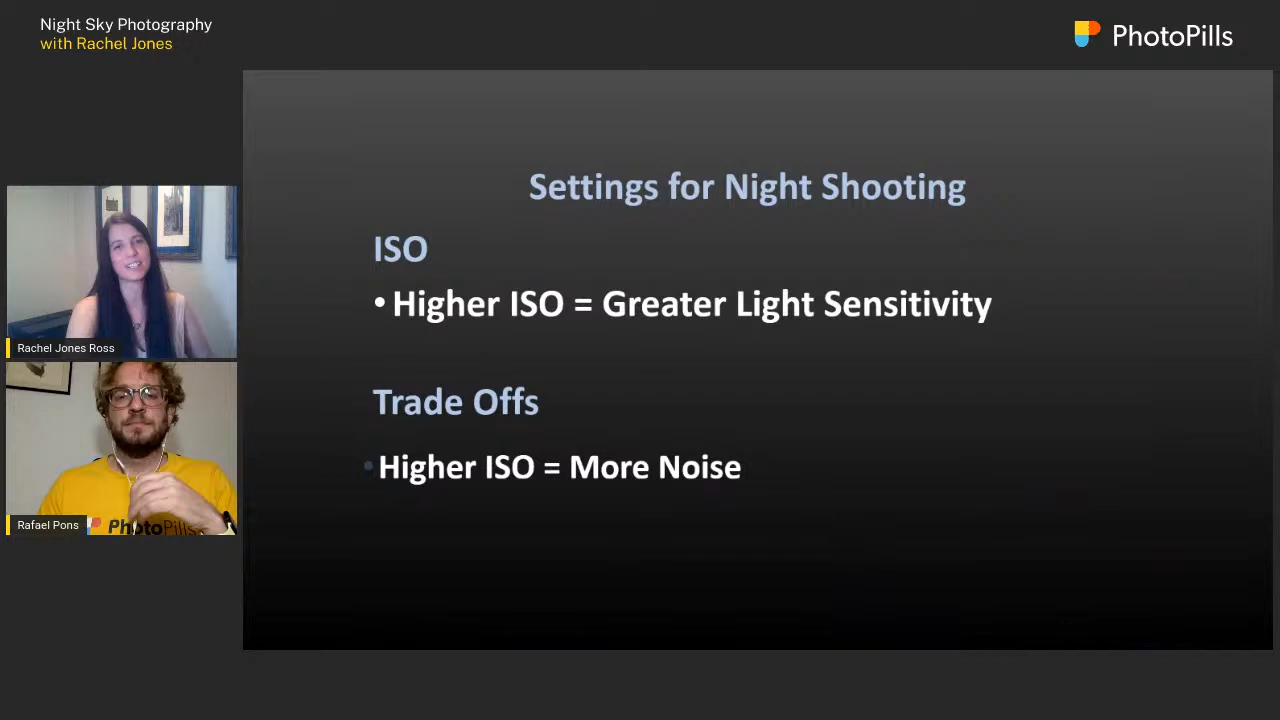 Night Sky Photography
with Rachel Jones
PhotoPills
Settings for Night Shooting
ISO
• Higher ISO = Greater Light Sensitivity
Trade Offs
• Higher ISO = More Noise
Rachel Jones Ross
Rafael Pons
PhotoPills